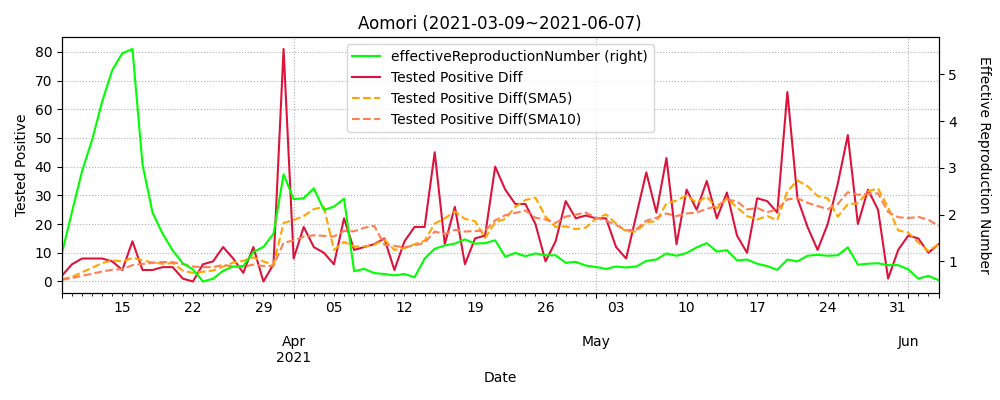 Aomori (2021-03-09~2021-06-07)
effectiveReproductionNumber (right)
Tested Positive Diff
Tested Positive Diff(SMA5)
Tested Positive Diff(SMA10)
Tested Positive
80
70
60
50
40
30
20
10
0
5
4
3
2
1
Effective Reproduction Number
15 22 29 05 12 19 26 03 10 17 24 31
Apr May Jun
2021
Date